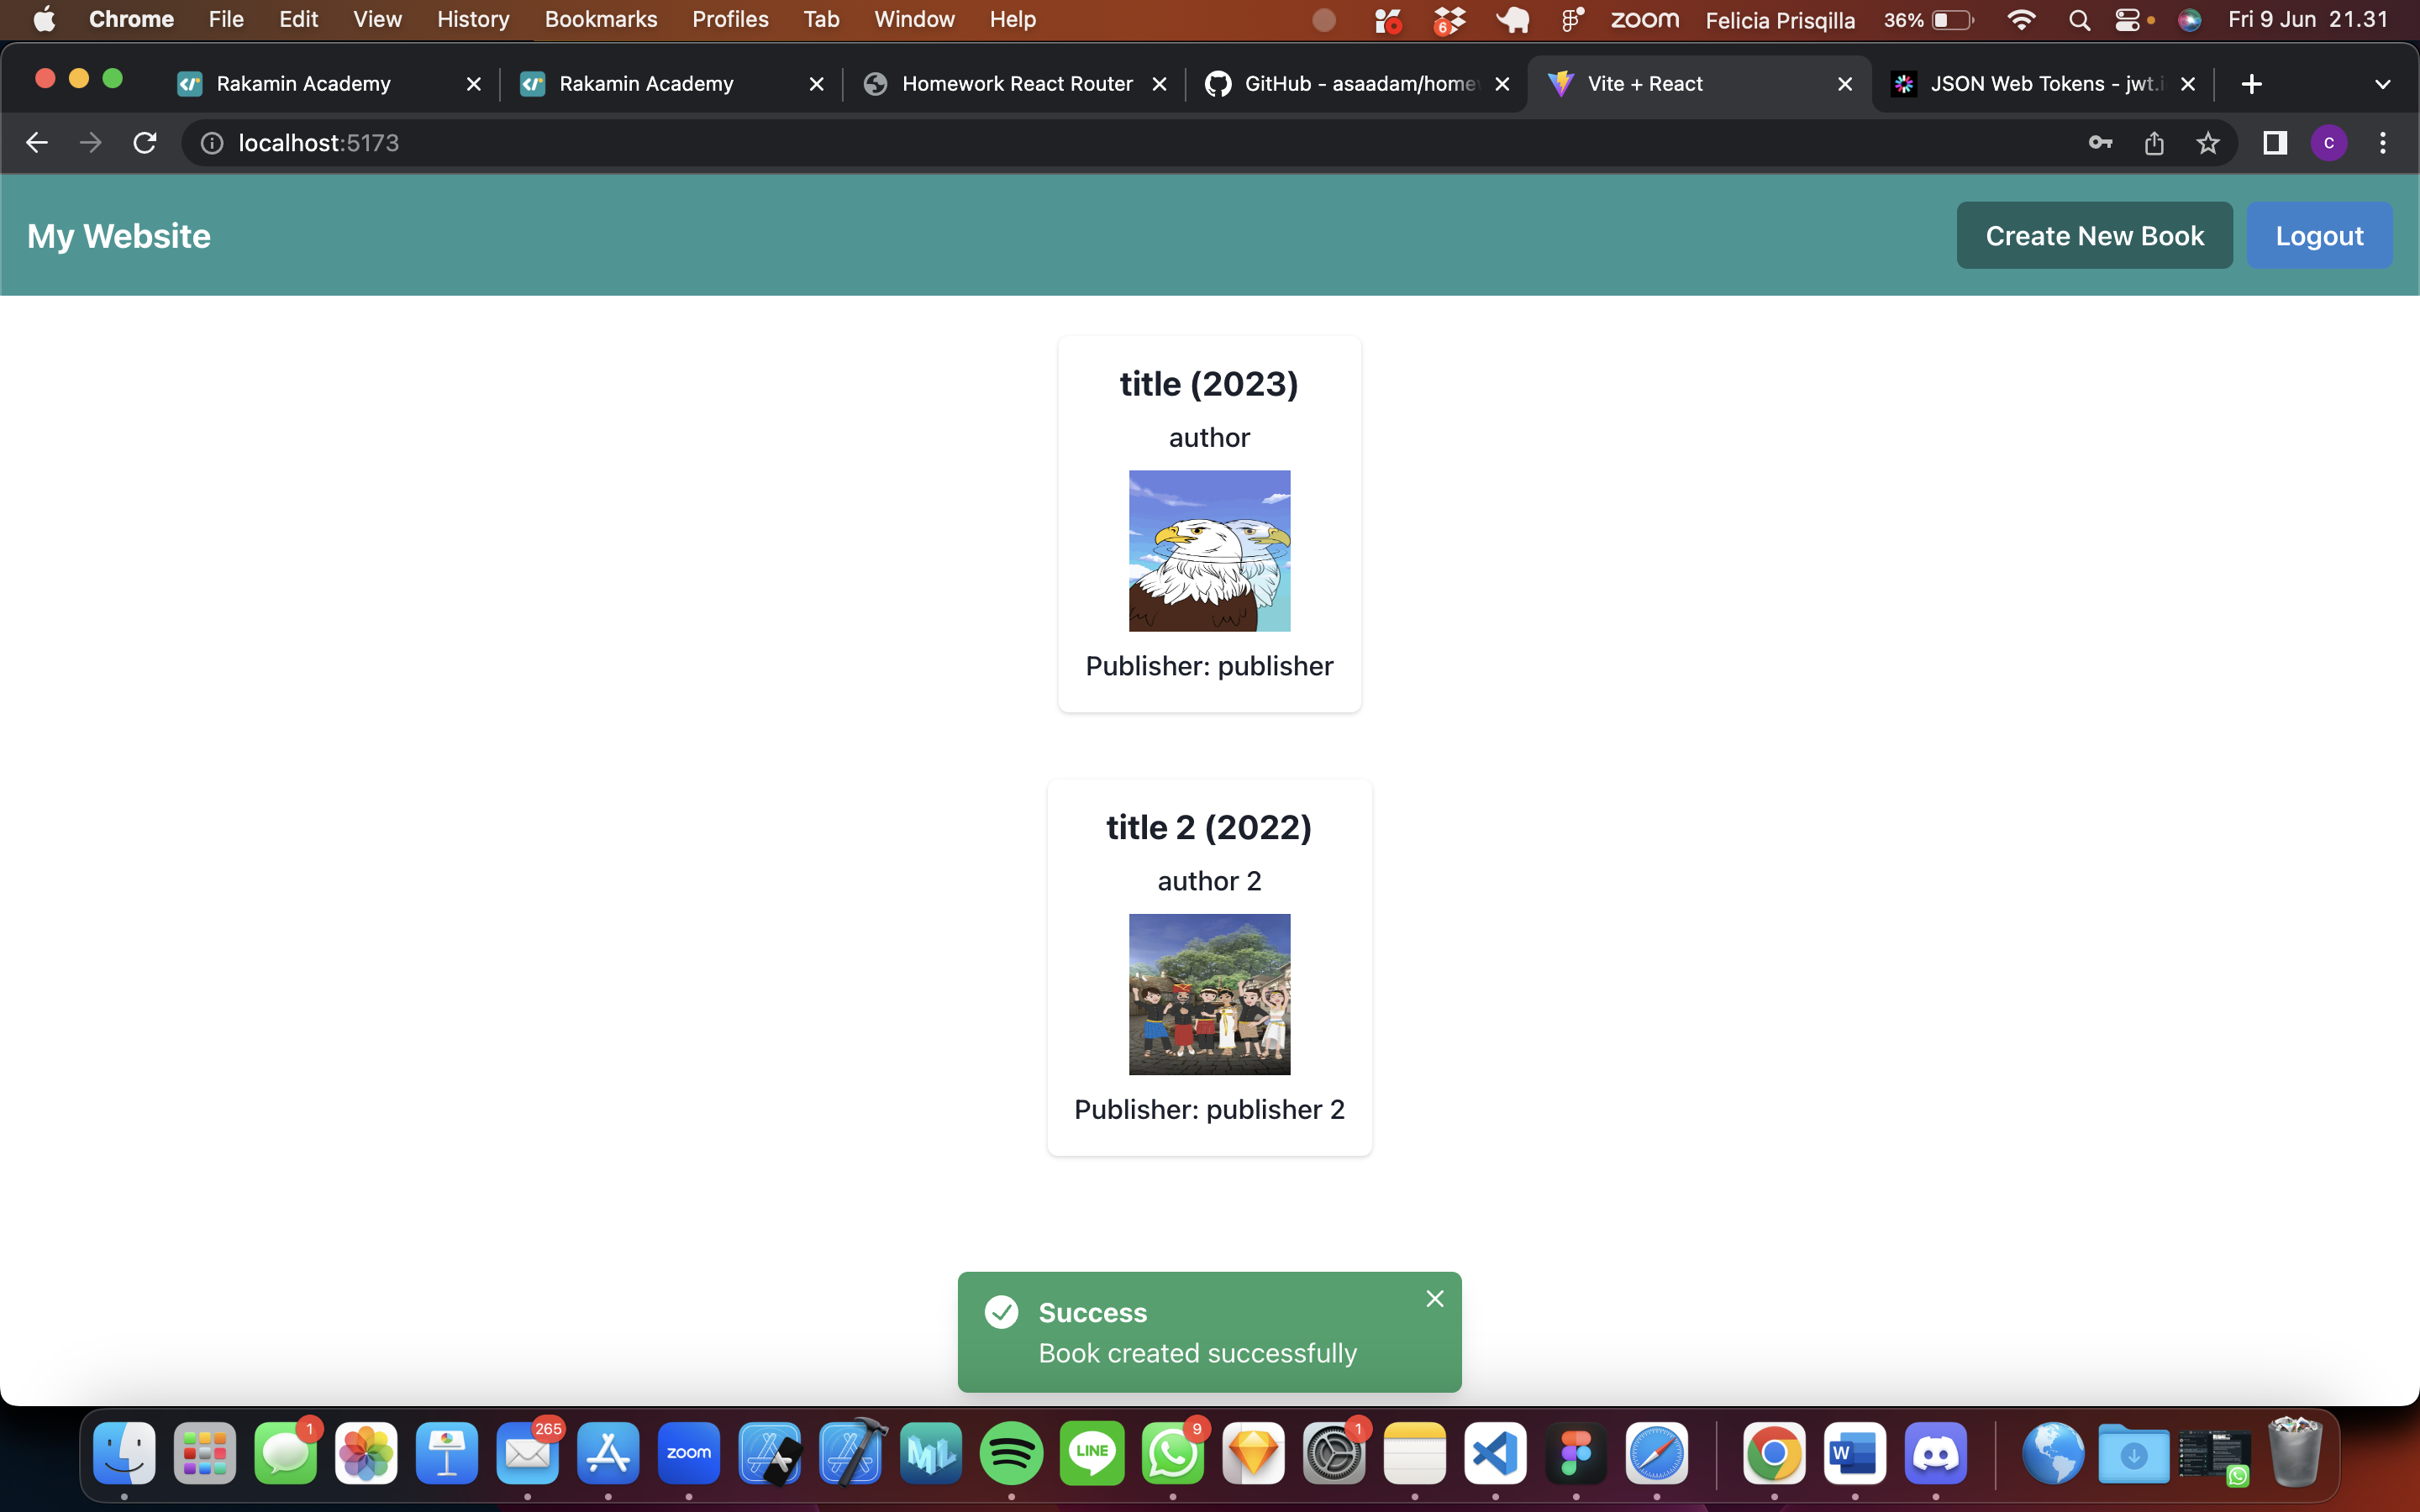 Chrome File Edit View History Bookmarks Profiles Tab Window Help 6 zoom Felicia Prisqilla 36% Fri 9 Jun 21.31
Rakamin Academy Rakamin Academy Homework React Router GitHub - asaadam/home Vite + React JSON Web Tokens - jwt.i
localhost:5173 C
My Website Create New Book Logout
title (2023)
author
Publisher: publisher
title 2 (2022)
author 2
Publisher: publisher 2
Success
Book created successfully
1 265 zoom ML LINE 9 1 W